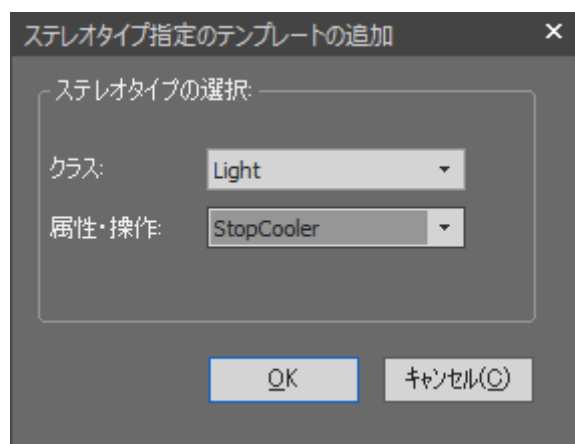 ステレオタイプ指定のテンプレートの追加
ステレオタイプの選択:
クラス: Light
属性・操作: StopCooler
OK キャンセル(C)